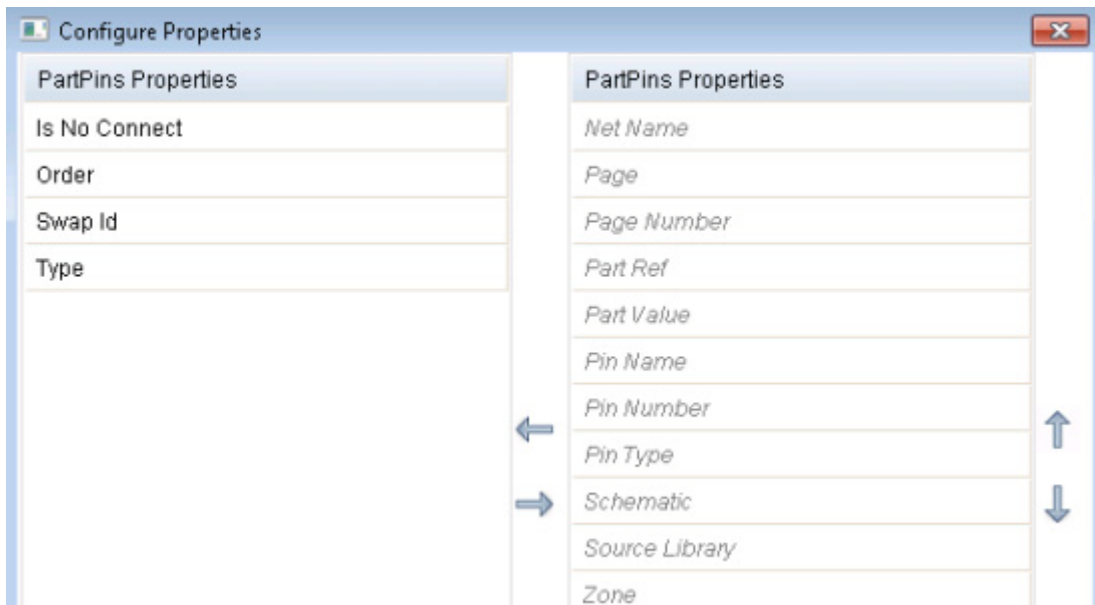 Configure Properties
PartPins Properties
Is No Connect
Order
Swap Id
Type
PartPins Properties
Net Name
Page
Page Number
Part Ref
Part Value
Pin Name
Pin Number
Pin Type
Schematic
Source Library
Zone